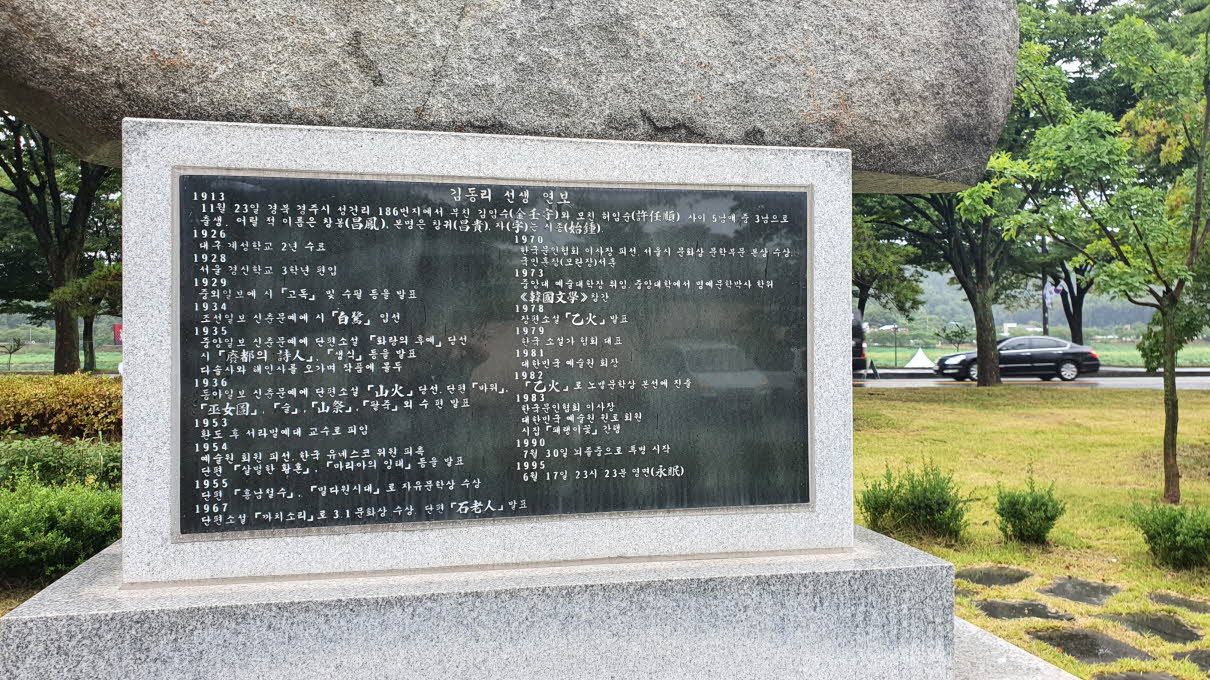 김동리 선생 연보
1913
11월 23일 경북 경주시 성건리 186번지에서 부친 김임수(金壬守)와 모친 허임순(許任順) 사이 5남매 중 3남으로
출생. 어릴 적 이름은 창봉(昌鳳), 본명은 창귀(昌貴), 자(字)는 시종(始鍾).
1926
대구 계성학교 2년 수료
1928
서울 경신학교 3학년 편입
1929
중외일보에 시 「고독」 및 수필 등을 발표
1934
조선일보 신춘문예에 시 「白鷺」 입선
1935
중앙일보 신춘문예에 단편소설 「화랑의 후예」 당선
시 「廢都의 詩人」, 「생식」 등을 발표
다솔사와 해인사를 오가며 작품에 몰두
1936
동아일보 신춘문예에 단편소설 「山火」 당선, 단편 「바위」,
「巫女圖」, 「술」, 「山祭」, 「팥죽」외 수 편 발표
1953
환도 후 서라벌예대 교수로 피임
1954
예술원 회원 피선, 한국 유네스코 위원 피촉
단편 「살벌한 황혼」, 「마리아의 잉태」 등을 발표
1955
단편 「흥남철수」, 「밀다원시대」로 자유문학상 수상
1967
단편소설 「까치소리」로 3.1문화상 수상, 단편 「石老人」 발표
1970
한국문인협회 이사장 피선, 서울시 문화상 문학부문 본상 수상,
국민훈장(모란장)서훈
1973
중앙대 예술대학장 취임, 중앙대학에서 명예문학박사 학위
《韓國文學》 창간
1978
장편소설 「乙火」 발표
1979
한국 소설가 협회 대표
1981
대한민국 예술원 회장
1982
「乙火」로 노벨문학상 본선에 진출
1983
한국문인협회 이사장
대한민국 예술원 원로 회원
시집 「패랭이꽃」 간행
1990
7월 30일 뇌졸중으로 투병 시작
1995
6월 17일 23시 23분 영면(永眠)